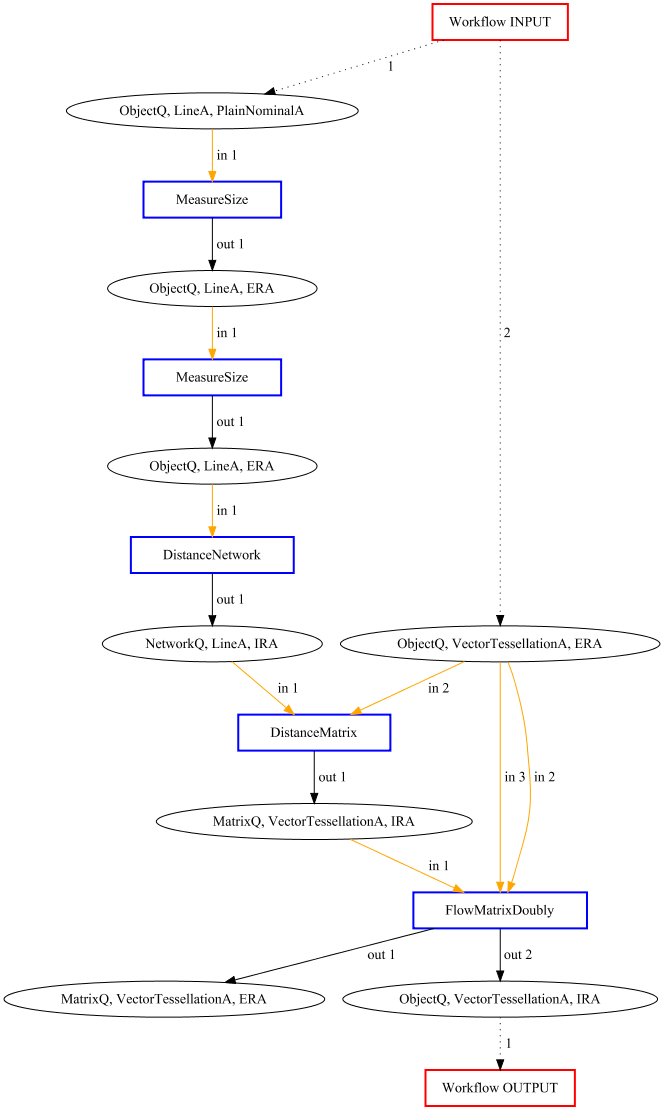 Workflow INPUT
1
ObjectQ, LineA, PlainNominalA
in 1
MeasureSize
out 1
ObjectQ, LineA, ERA
in 1
2
MeasureSize
out 1
ObjectQ, LineA, ERA
in 1
DistanceNetwork
out 1
NetworkQ, LineA, IRA
ObjectQ, VectorTessellationA, ERA
in 1
in 2
DistanceMatrix
out 1
in 3
in 2
MatrixQ, VectorTessellationA, IRA
in 1
FlowMatrixDoubly
out 1
out 2
MatrixQ, VectorTessellationA, ERA
ObjectQ, VectorTessellationA, IRA
1
Workflow OUTPUT